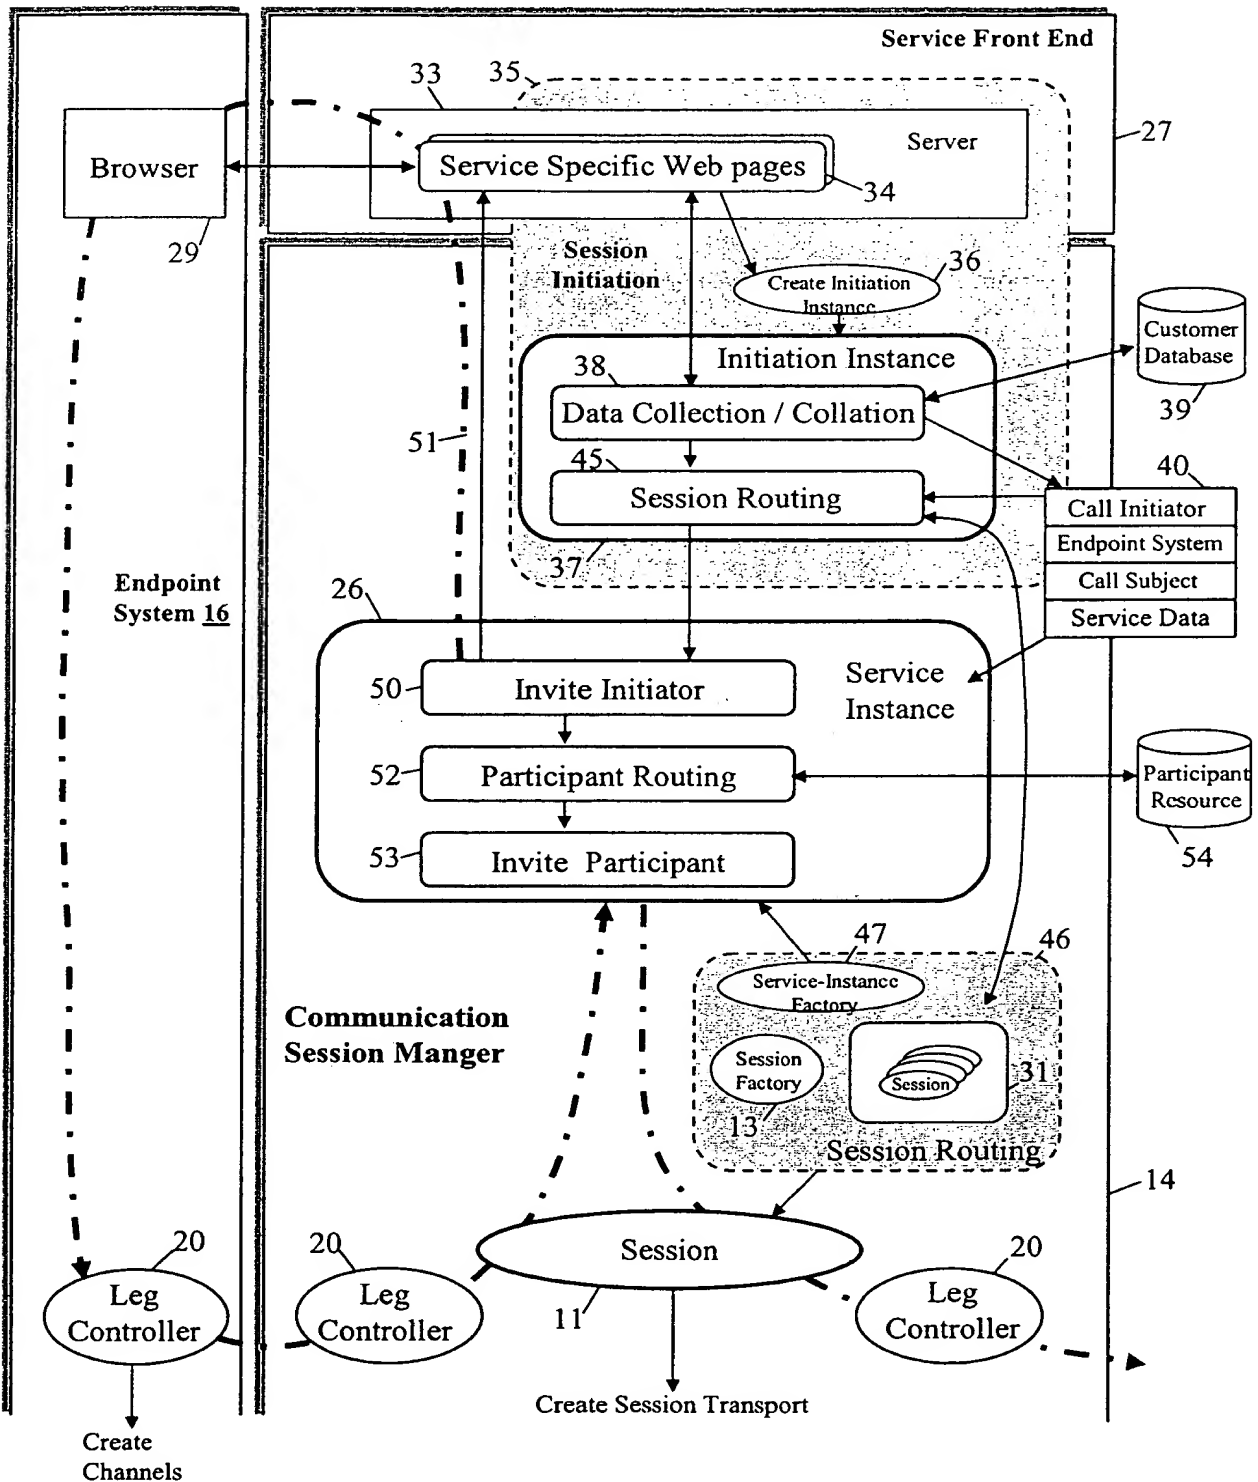 Service Front End
33
35
Server
27
Browser
Service Specific Web pages
34
29
Session
Initiation
36
Create Initiation
Instance
Customer
Database
39
Initiation Instance
38
Data Collection / Collation
51
45
Session Routing
40
Call Initiator
Endpoint System
Call Subject
Service Data
37
Endpoint
System 16
26
Service
Instance
50
Invite Initiator
52
Participant Routing
Participant
Resource
54
53
Invite Participant
47
46
Service-Instance
Factory
Communication
Session Manger
Session
Factory
13
Session
31
Session Routing
14
20
Leg
Controller
20
Leg
Controller
Session
11
20
Leg
Controller
Create Session Transport
Create
Channels